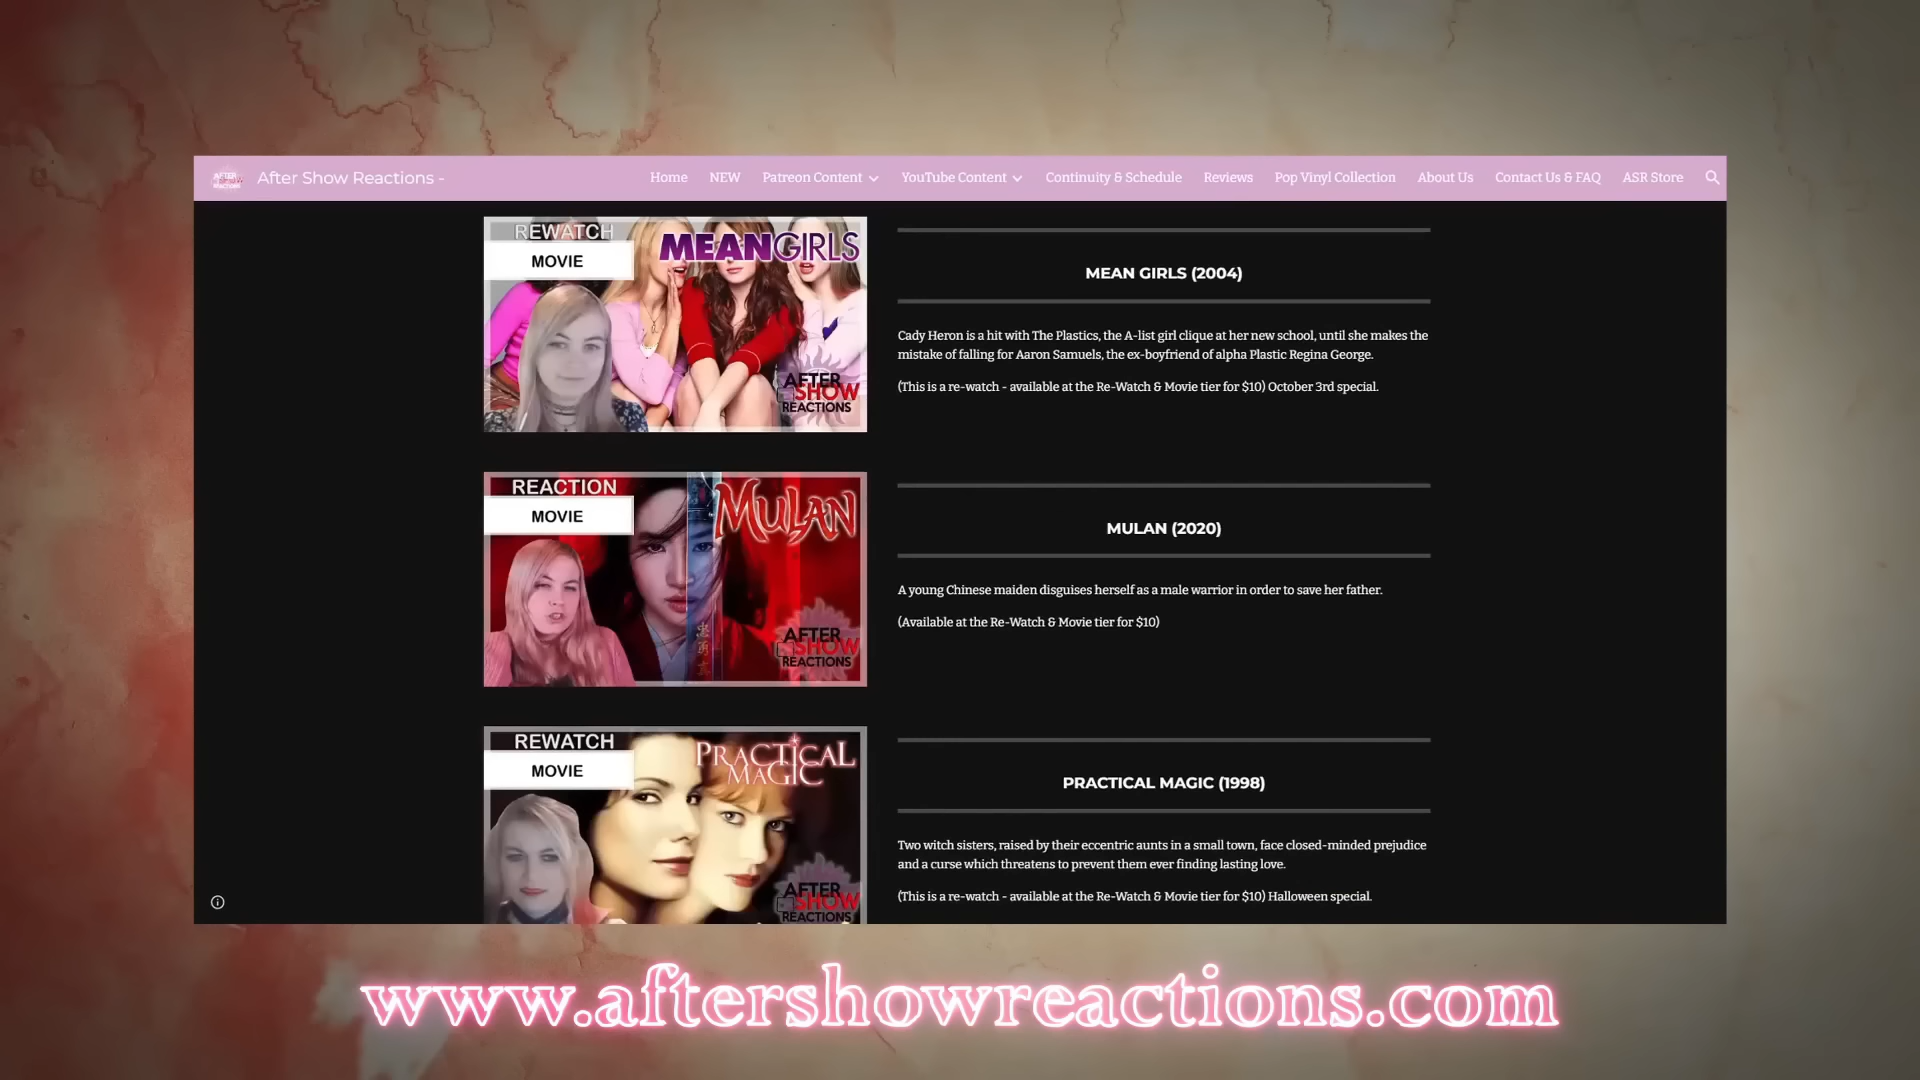 AFTER
SHOW
REACTIONS
After Show Reactions -
Home
NEW
Patreon Content
YouTube Content
Continuity & Schedule
Reviews
Pop Vinyl Collection
About Us
Contact Us & FAQ
ASR Store
REWATCH
MOVIE
MEANGIRLS
AFTER
SHOW
REACTIONS
MEAN GIRLS (2004)
Cady Heron is a hit with The Plastics, the A-list girl clique at her new school, until she makes the
mistake of falling for Aaron Samuels, the ex-boyfriend of alpha Plastic Regina George.
(This is a re-watch - available at the Re-Watch & Movie tier for $10) October 3rd special.
REACTION
MOVIE
MULAN
AFTER
SHOW
REACTIONS
MULAN (2020)
A young Chinese maiden disguises herself as a male warrior in order to save her father.
(Available at the Re-Watch & Movie tier for $10)
REWATCH
MOVIE
PRACTICAL
MAGIC
AFTER
SHOW
REACTIONS
PRACTICAL MAGIC (1998)
Two witch sisters, raised by their eccentric aunts in a small town, face closed-minded prejudice
and a curse which threatens to prevent them ever finding lasting love.
(This is a re-watch - available at the Re-Watch & Movie tier for $10) Halloween special.
www.aftershowreactions.com